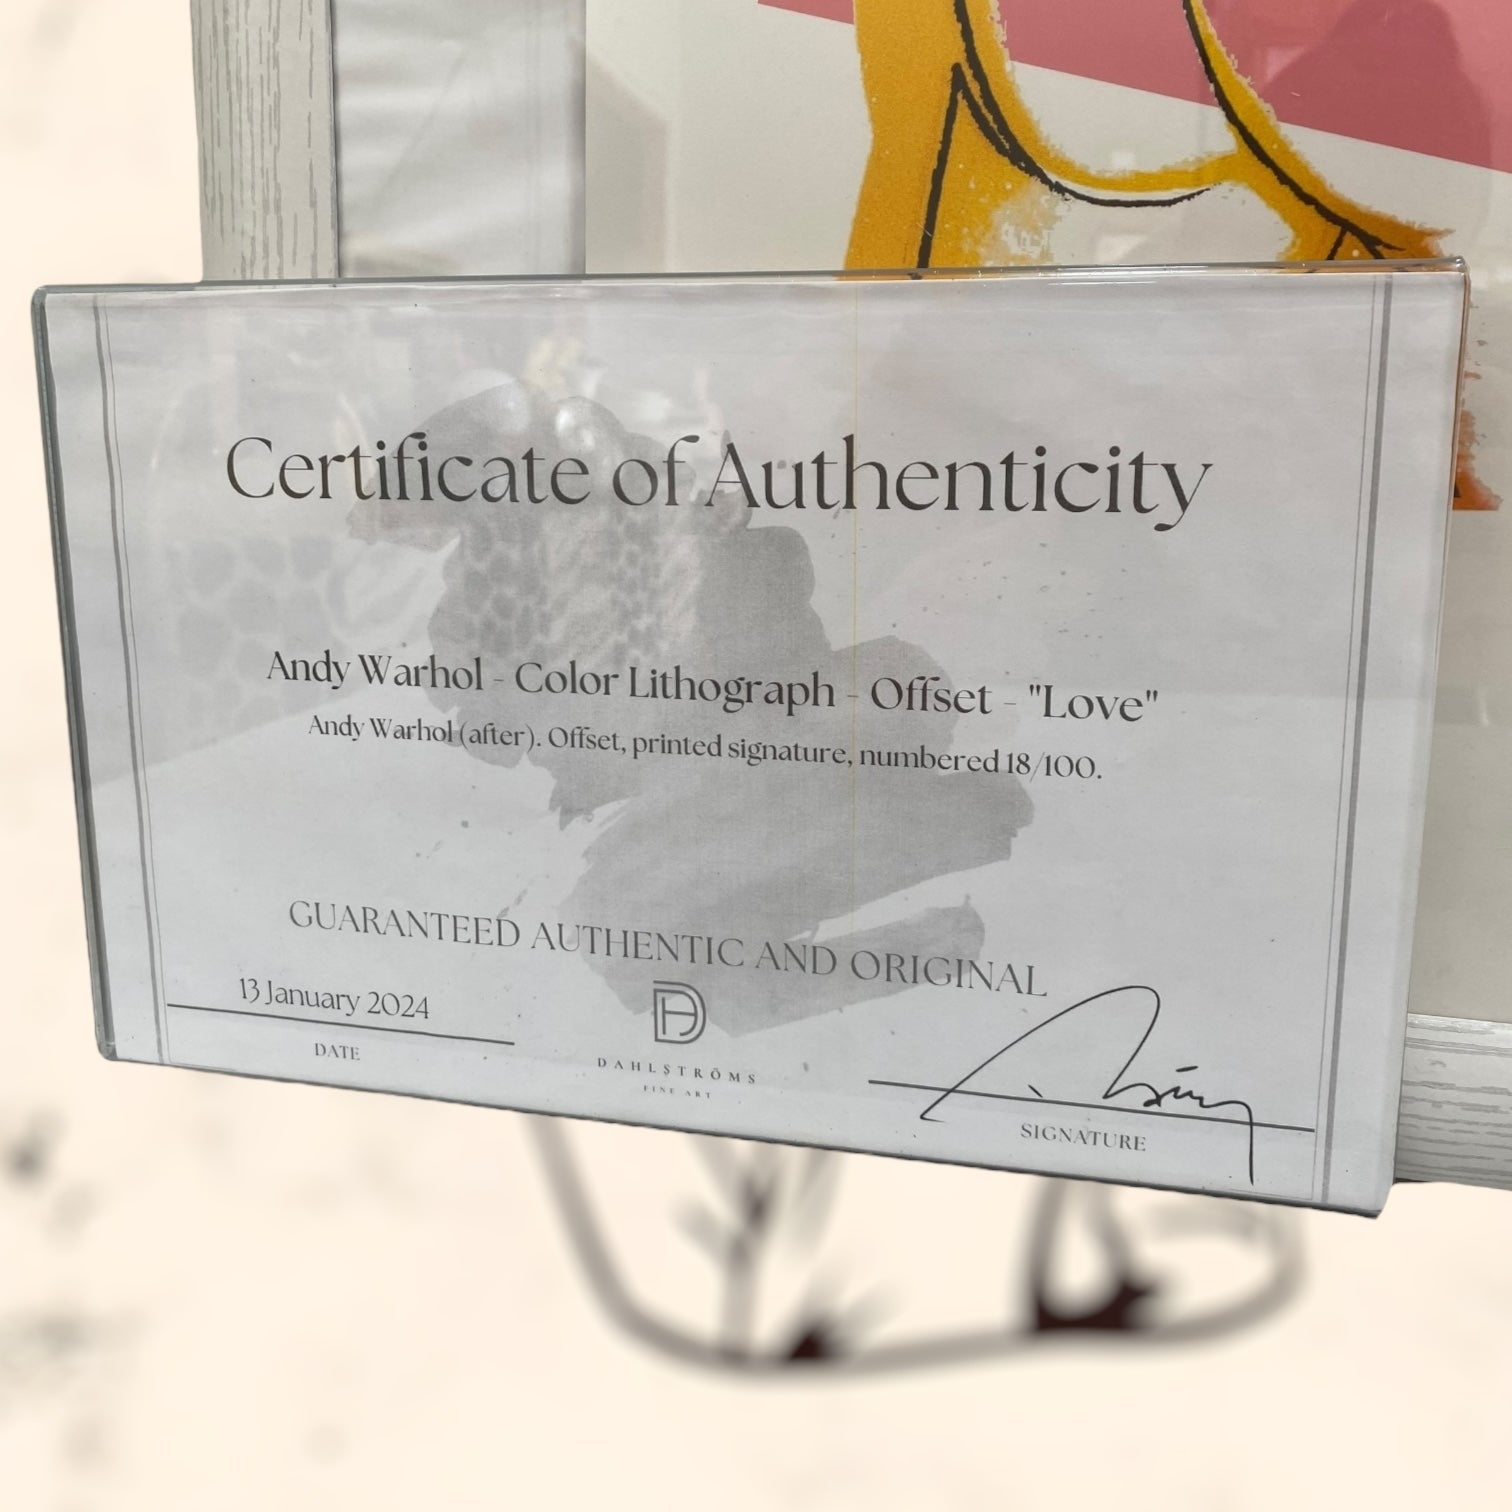 Certificate of Authenticity
Andy Warhol - Color Lithograph - Offset - "Love"
Andy Warhol (after). Offset, printed signature, numbered 18/100.
GUARANTEED AUTHENTIC AND ORIGINAL
13 January 2024
DATE
DAHLSTRÖMS
FINE ART
SIGNATURE